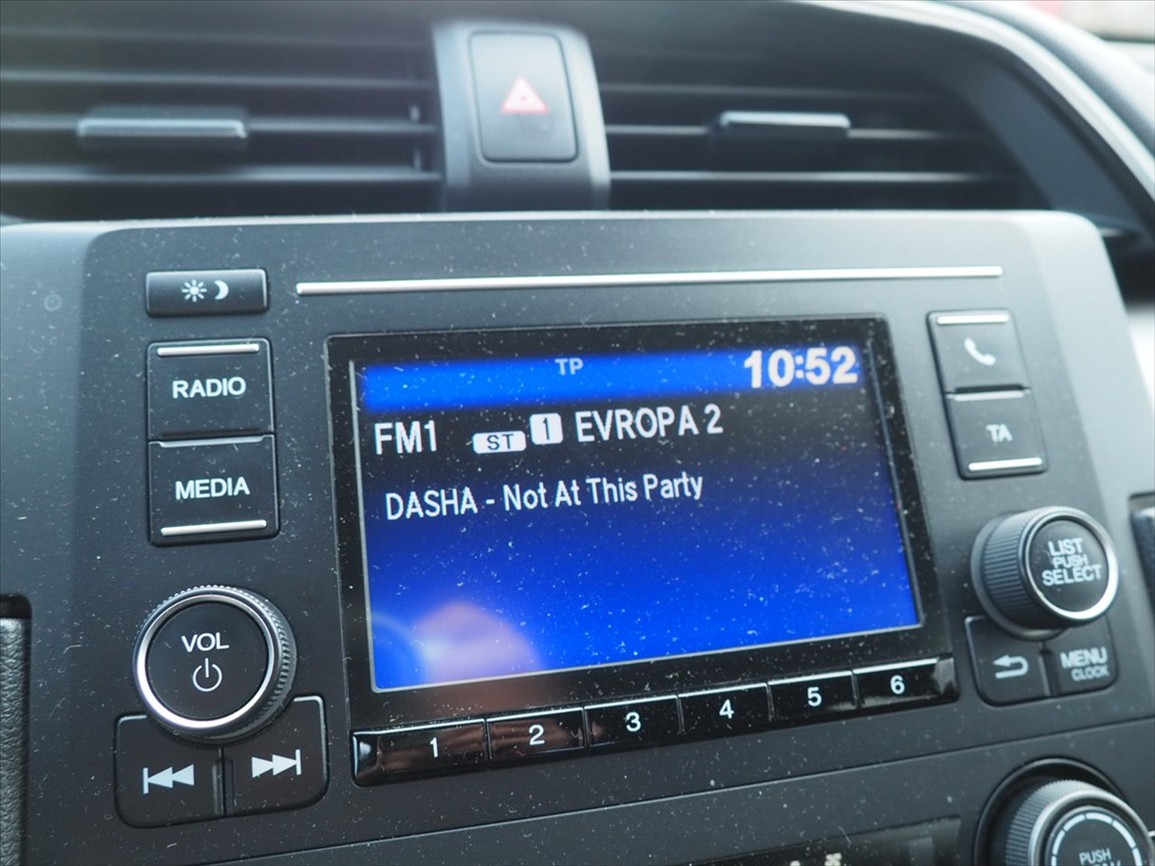 TP 10:52
FM1 ST 1 EVROPA 2
DASHA - Not At This Party
RADIO
MEDIA
VOL
1 2 3 4 5 6
TA
LIST
PUSH
SELECT
MENU
CLOCK
PUSH